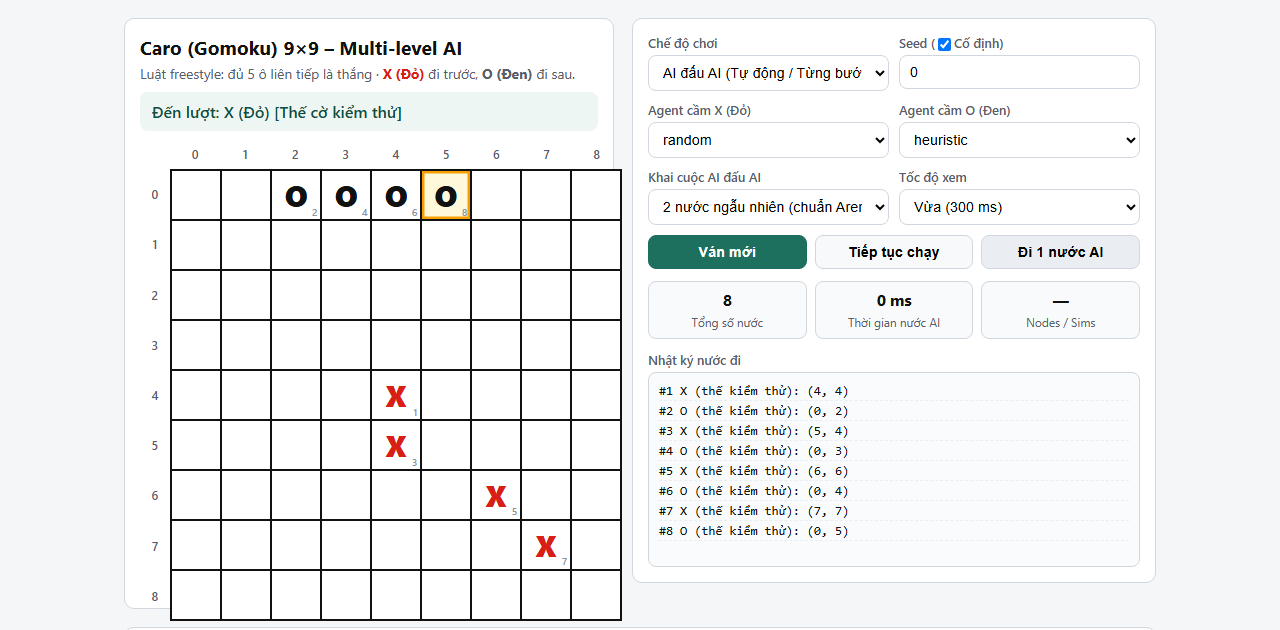 Caro (Gomoku) 9×9 – Multi-level AI
Luật freestyle: đủ 5 ô liên tiếp là thắng · X (Đỏ) đi trước, O (Đen) đi sau.
Đến lượt: X (Đỏ) [Thế cờ kiểm thử]
0 1 2 3 4 5 6 7 8
0 O 2 O 4 O 6 O 8
1
2
3
4 X 1
5 X 3
6 X 5
7 X 7
8
Chế độ chơi
AI đấu AI (Tự động / Từng bướ
Seed ( Cố định)
0
Agent cầm X (Đỏ)
random
Agent cầm O (Đen)
heuristic
Khai cuộc AI đấu AI
2 nước ngẫu nhiên (chuẩn Aren
Tốc độ xem
Vừa (300 ms)
Ván mới
Tiếp tục chạy
Đi 1 nước AI
8
Tổng số nước
0 ms
Thời gian nước AI
—
Nodes / Sims
Nhật ký nước đi
#1 X (thế kiểm thử): (4, 4)
#2 O (thế kiểm thử): (0, 2)
#3 X (thế kiểm thử): (5, 4)
#4 O (thế kiểm thử): (0, 3)
#5 X (thế kiểm thử): (6, 6)
#6 O (thế kiểm thử): (0, 4)
#7 X (thế kiểm thử): (7, 7)
#8 O (thế kiểm thử): (0, 5)